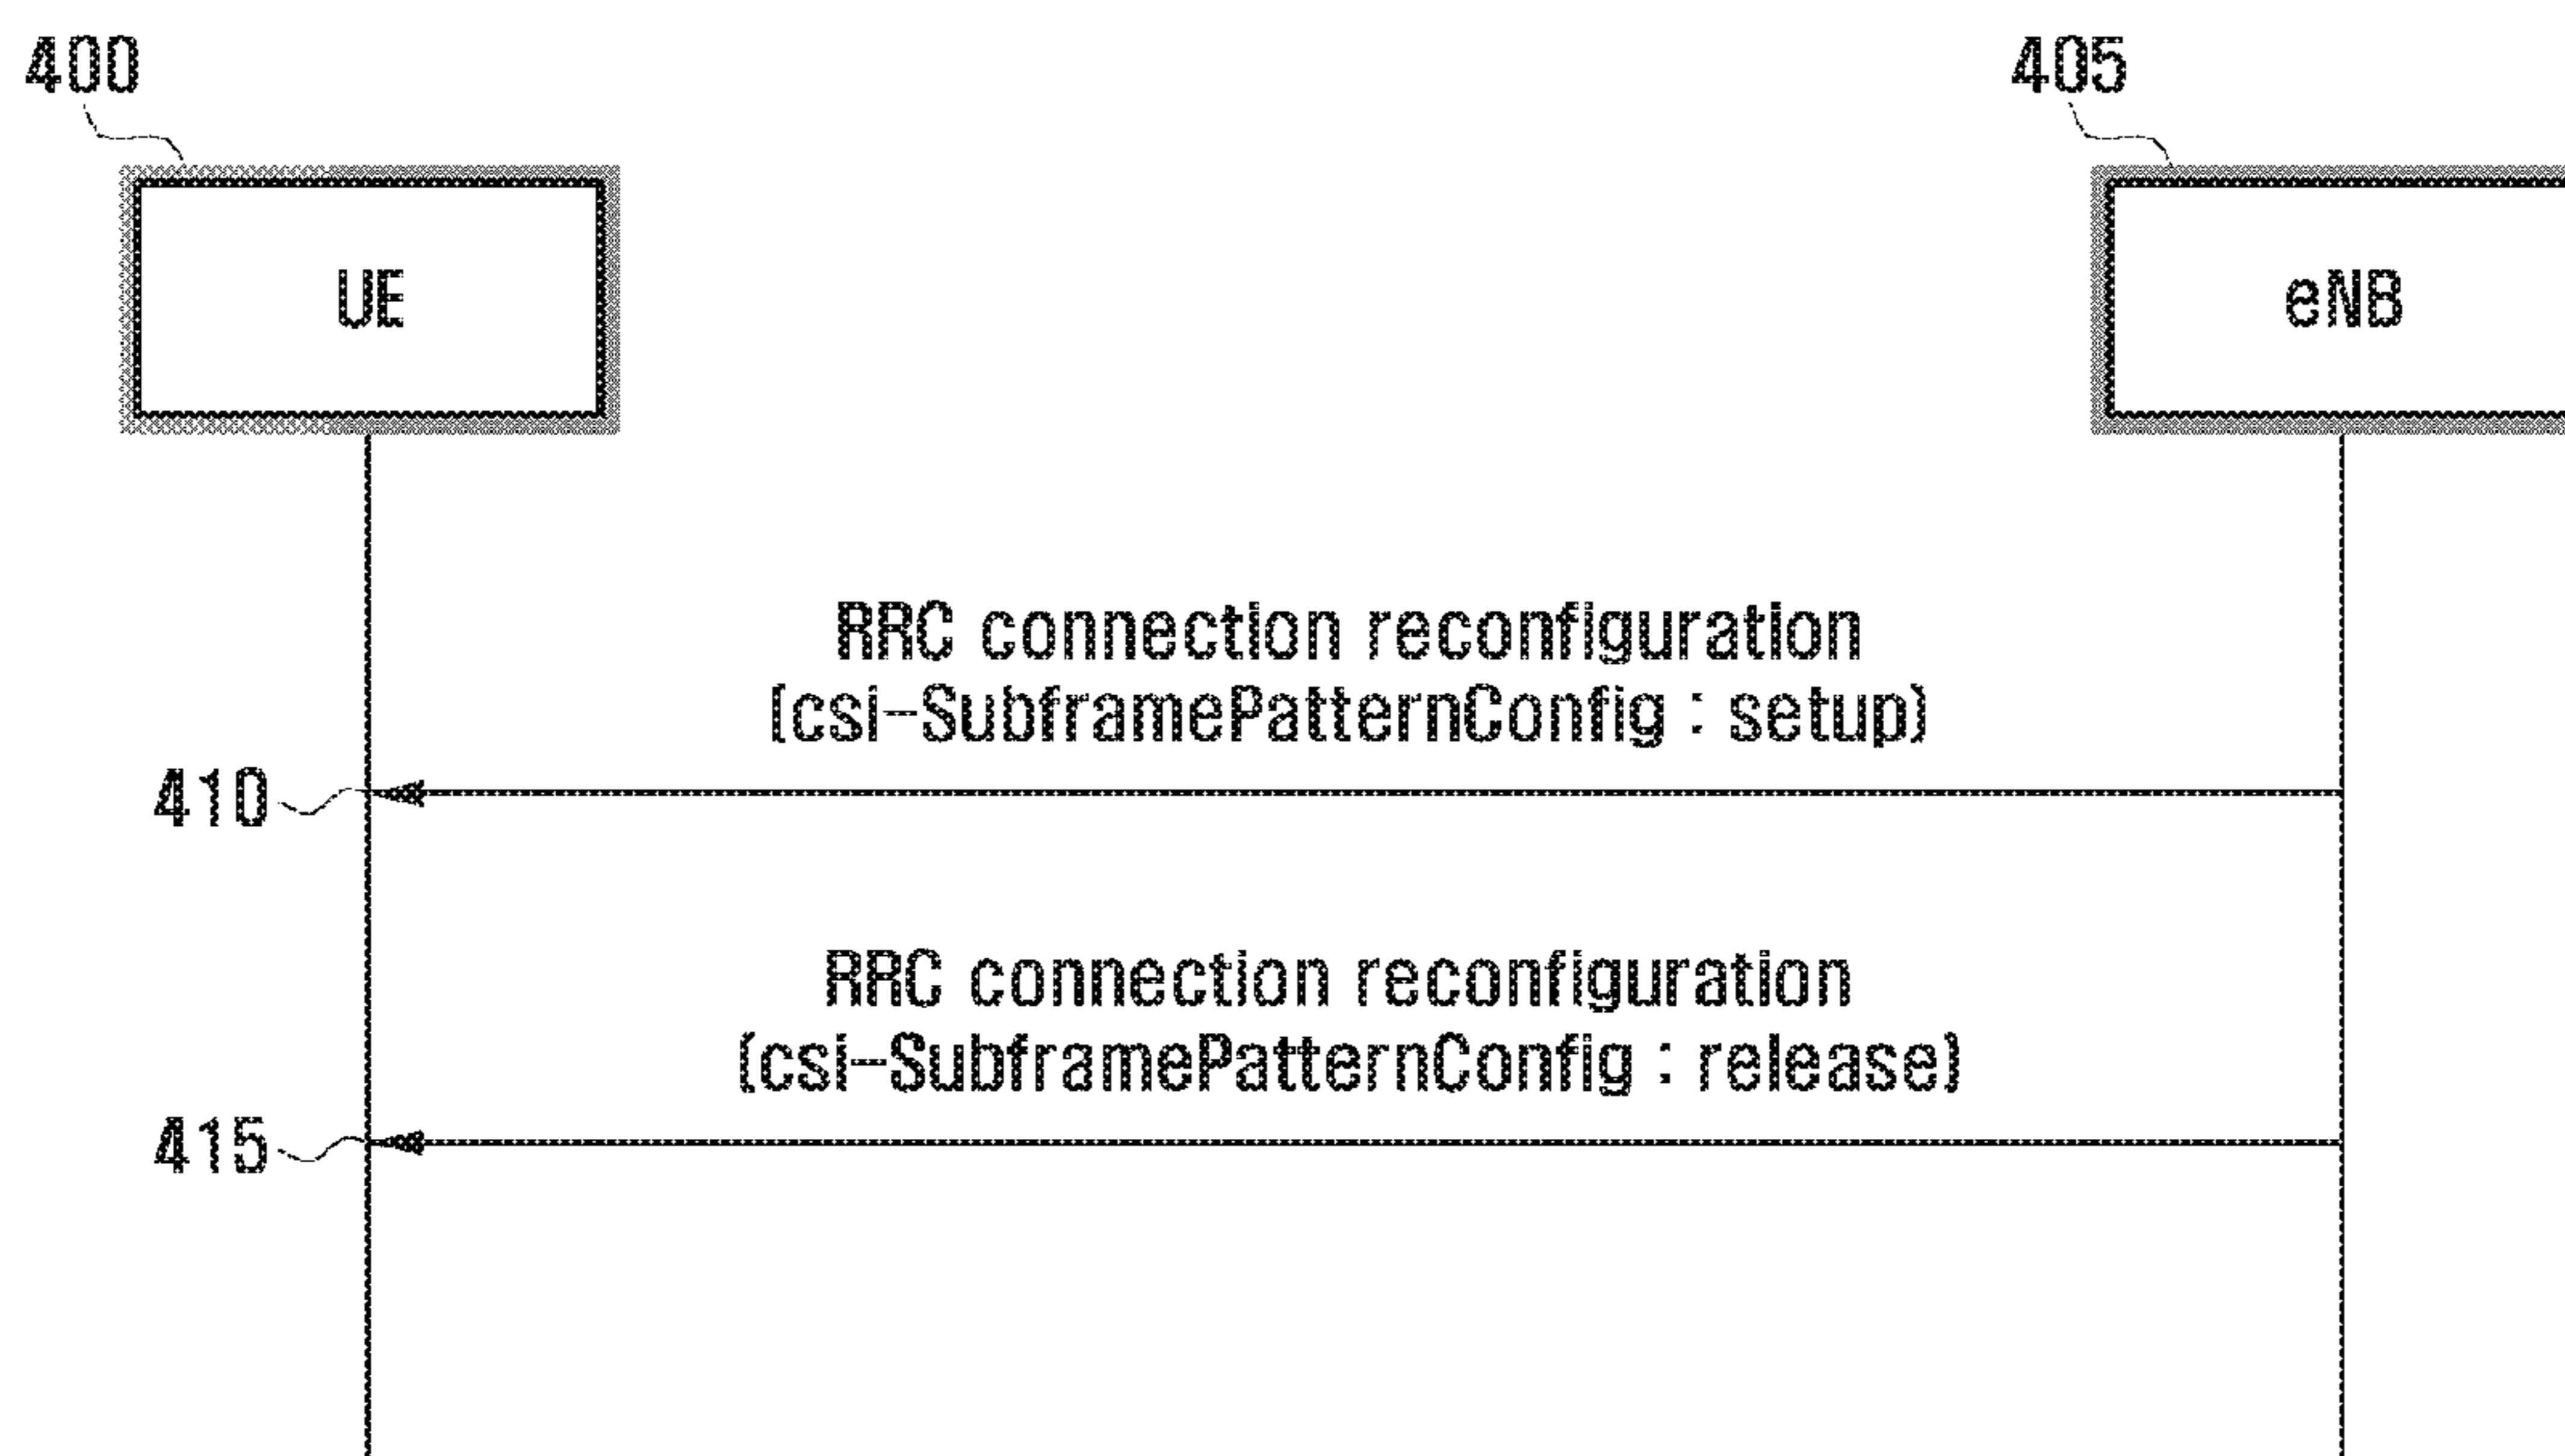 400
405
UE
eNB
RRC connection reconfiguration
(csi-SubframePatternConfig : setup)
410
RRC connection reconfiguration
(csi-SubframePatternConfig : release)
415